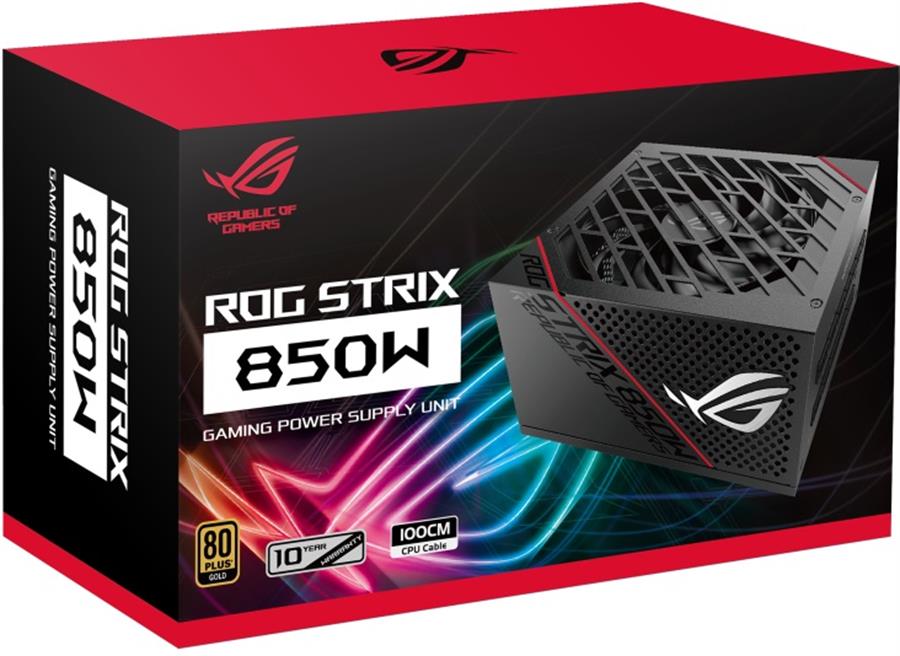 REPUBLIC OF
GAMERS
ROG STRIX
850W
GAMING POWER SUPPLY UNIT
80
PLUS
GOLD
10 YEAR
WARRANTY
100CM
CPU Cable
ROG STRIX 850W
REPUBLIC OF GAMERS
ROG STRIX
850W
GAMING POWER SUPPLY UNIT